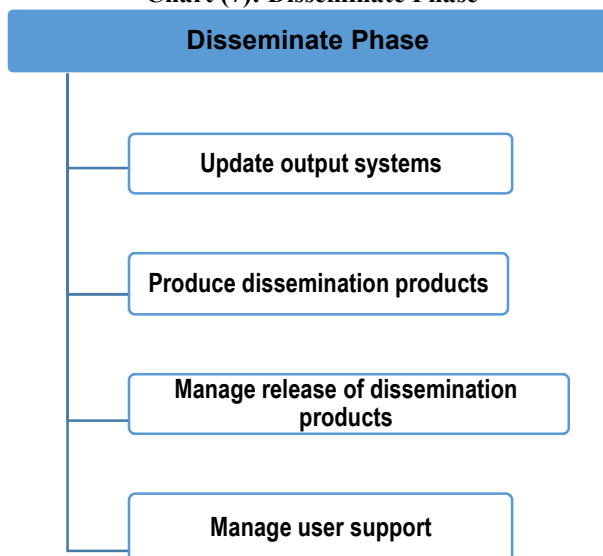 Chart (7): Disseminate Phase
Disseminate Phase
Update output systems
Produce dissemination products
Manage release of dissemination
products
Manage user support